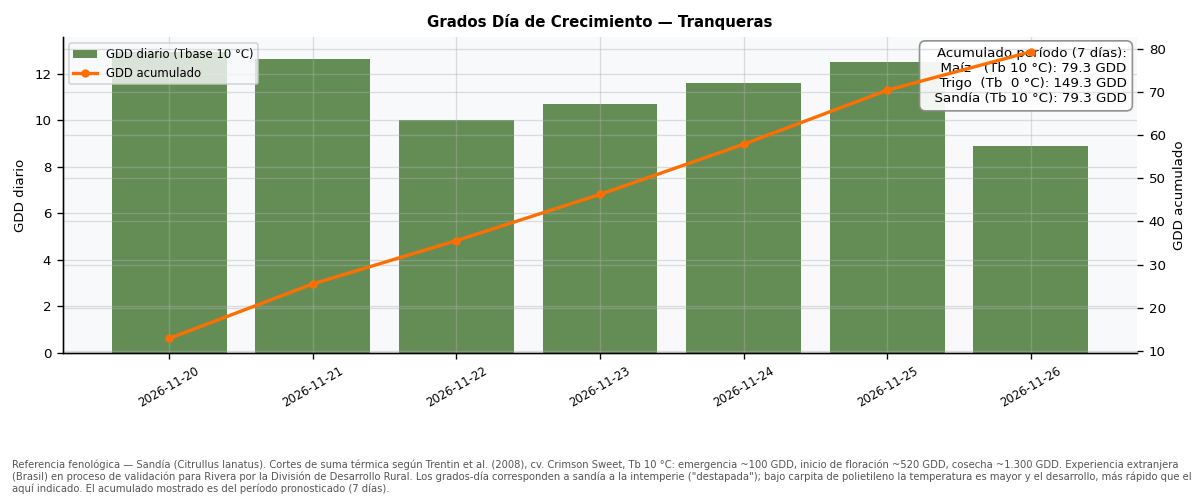 Grados Día de Crecimiento — Tranqueras
GDD diario (Tbase 10 °C)
GDD acumulado
Acumulado período (7 días):
Maíz (Tb 10 °C): 79.3 GDD
Trigo (Tb 0 °C): 149.3 GDD
Sandía (Tb 10 °C): 79.3 GDD
GDD diario
12
10
8
6
4
2
0
80
70
60
50
40
30
20
10
GDD acumulado
2026-11-20
2026-11-21
2026-11-22
2026-11-23
2026-11-24
2026-11-25
2026-11-26
Referencia fenológica — Sandía (Citrullus lanatus). Cortes de suma térmica según Trentin et al. (2008), cv. Crimson Sweet, Tb 10 °C: emergencia ~100 GDD, inicio de floración ~520 GDD, cosecha ~1.300 GDD. Experiencia extranjera
(Brasil) en proceso de validación para Rivera por la División de Desarrollo Rural. Los grados-día corresponden a sandía a la intemperie ("destapada"); bajo carpita de polietileno la temperatura es mayor y el desarrollo, más rápido que el
aquí indicado. El acumulado mostrado es del período pronosticado (7 días).